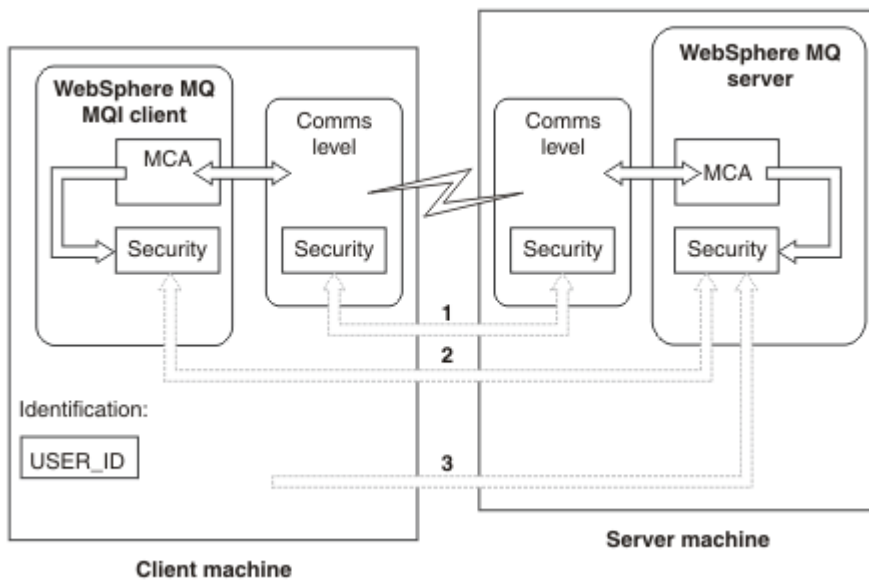 WebSphere MQ
MQI client
MCA
Security
Comms
level
Security
Comms
level
Security
WebSphere MQ
server
MCA
Security
1
2
3
Identification:
USER_ID
Client machine
Server machine